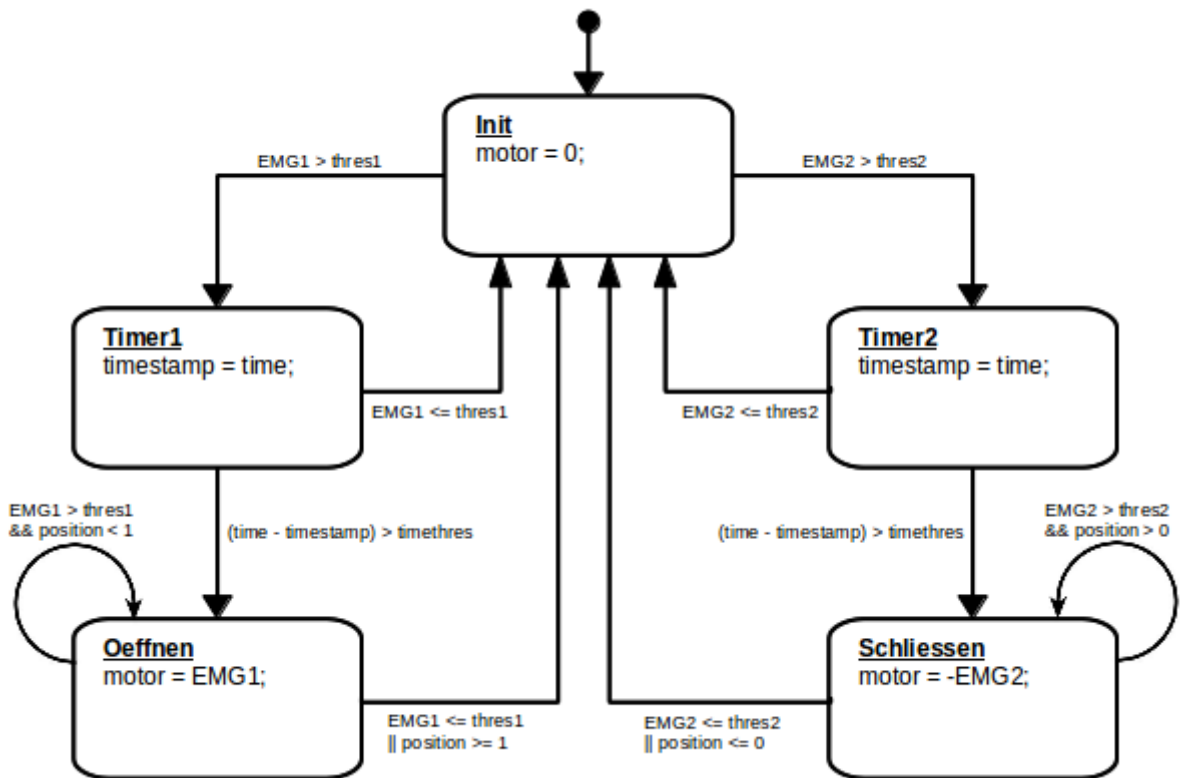 Init
motor = 0;
EMG1 > thres1
EMG2 > thres2
Timer1
timestamp = time;
Timer2
timestamp = time;
EMG1 <= thres1
EMG2 <= thres2
EMG1 > thres1
&& position < 1
(time - timestamp) > timethres
(time - timestamp) > timethres
EMG2 > thres2
&& position > 0
Oeffnen
motor = EMG1;
Schliessen
motor = -EMG2;
EMG1 <= thres1
|| position >= 1
EMG2 <= thres2
|| position <= 0